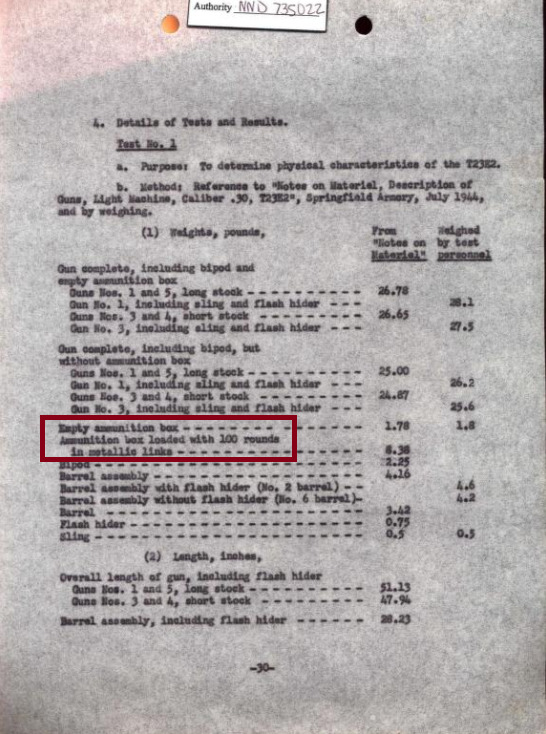 Authority NND 735022
4. Details of Tests and Results.
Test No. 1
a. Purpose: To determine physical characteristics of the T23E2.
b. Method: Reference to "Notes on Material, Description of
Guns, Light Machine, Caliber .30, T23E2", Springfield Armory, July 1944,
and by weighing.
(1) Weights, pounds,
From Weighed
"Notes on by test
Material" personnel
Gun complete, including bipod and
empty ammunition box
Guns Nos. 1 and 5, long stock - - - - - - - - - - - 26.78
Gun No. 1, including sling and flash hider - - - 28.1
Guns Nos. 3 and 4, short stock - - - - - - - - - - 26.65
Gun No. 3, including sling and flash hider - - - 27.5
Gun complete, including bipod, but
without ammunition box
Guns Nos. 1 and 5, long stock - - - - - - - - - - - 25.00
Gun No. 1, including sling and flash hider - - - 26.2
Guns Nos. 3 and 4, short stock - - - - - - - - - - 24.87
Gun No. 3, including sling and flash hider - - - 25.6
Empty ammunition box - - - - - - - - - - - - - - - - 1.78 1.8
Ammunition box loaded with 100 rounds
in metallic links - - - - - - - - - - - - - - - - - 8.38
Bipod - - - - - - - - - - - - - - - - - - - - - - - - 2.25
Barrel assembly - - - - - - - - - - - - - - - - - - - 4.16
Barrel assembly with flash hider (No. 2 barrel) - - - 4.6
Barrel assembly without flash hider (No. 6 barrel) - 4.2
Barrel - - - - - - - - - - - - - - - - - - - - - - - 3.42
Flash hider - - - - - - - - - - - - - - - - - - - - - 0.75
Sling - - - - - - - - - - - - - - - - - - - - - - - - 0.5 0.5
(2) Length, inches,
Overall length of gun, including flash hider
Guns Nos. 1 and 5, long stock - - - - - - - - - - - 51.13
Guns Nos. 3 and 4, short stock - - - - - - - - - - 47.94
Barrel assembly, including flash hider - - - - - - - 28.23
-30-